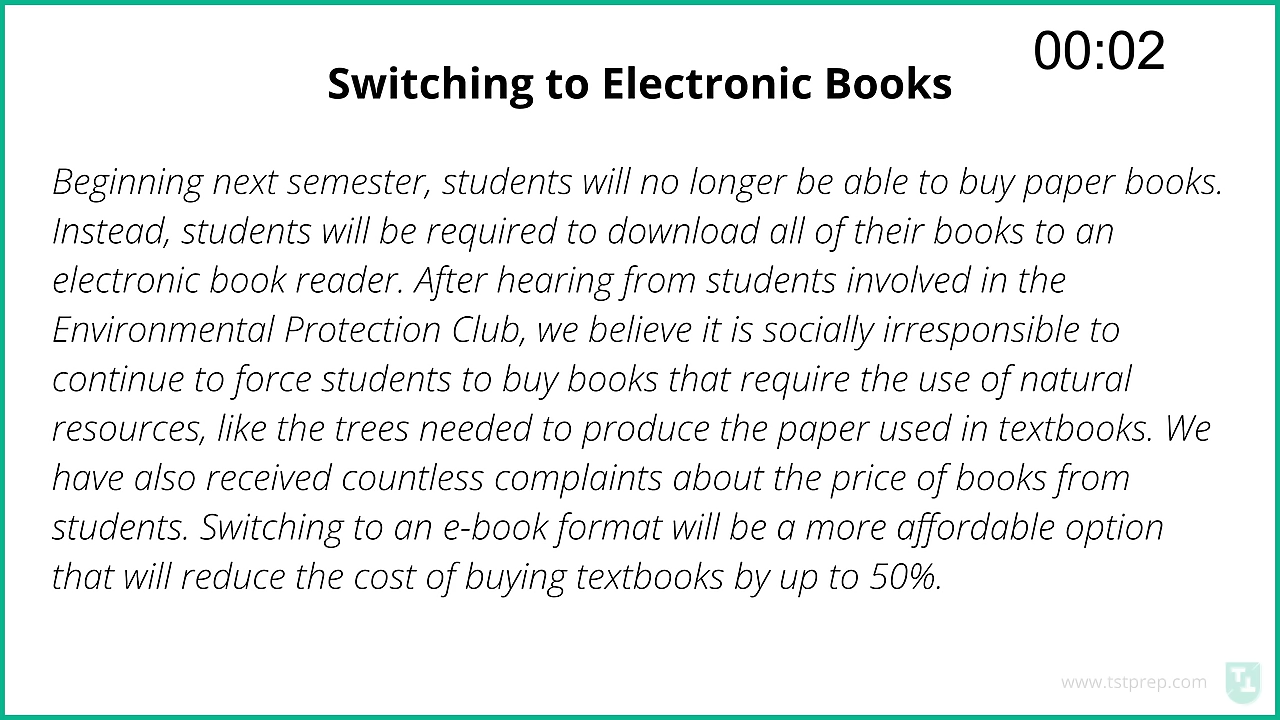 00:02
Switching to Electronic Books
Beginning next semester, students will no longer be able to buy paper books.
Instead, students will be required to download all of their books to an
electronic book reader. After hearing from students involved in the
Environmental Protection Club, we believe it is socially irresponsible to
continue to force students to buy books that require the use of natural
resources, like the trees needed to produce the paper used in textbooks. We
have also received countless complaints about the price of books from
students. Switching to an e-book format will be a more affordable option
that will reduce the cost of buying textbooks by up to 50%.
www.tstprep.com